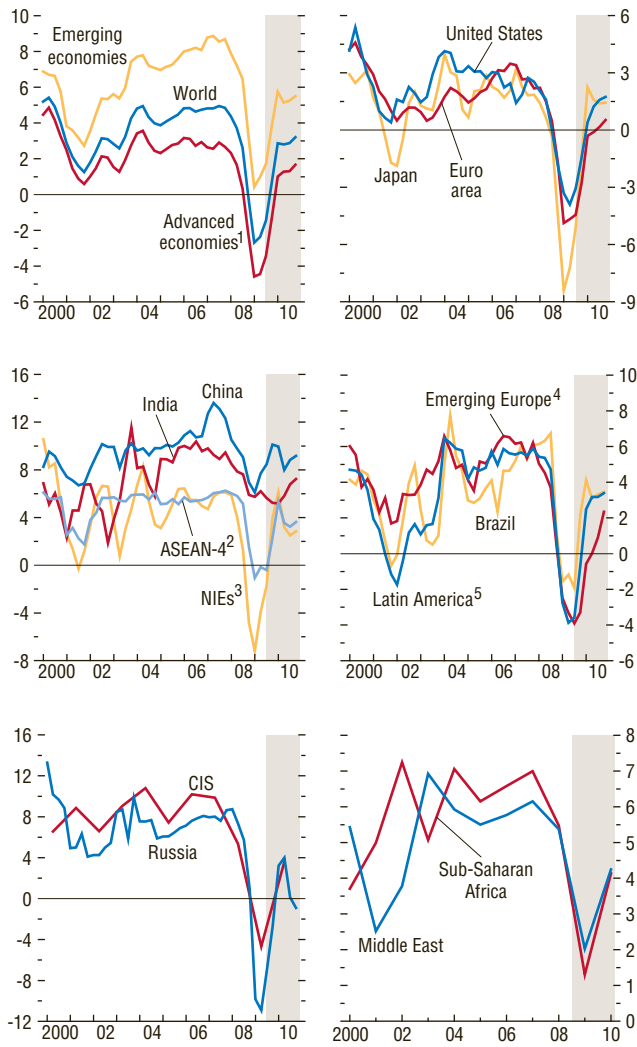 10
8
6
4
2
0
-2
-4
-6
Emerging
economies
World
Advanced
economies¹
2000 02 04 06 08 10
6
3
0
-3
-6
-9
United States
Japan
Euro
area
2000 02 04 06 08 10
16
12
8
4
0
-4
-8
China
India
ASEAN-4²
NIEs³
2000 02 04 06 08 10
10
8
6
4
2
0
-2
-4
-6
Emerging Europe⁴
Brazil
Latin America⁵
2000 02 04 06 08 10
16
12
8
4
0
-4
-8
-12
CIS
Russia
2000 02 04 06 08 10
8
7
6
5
4
3
2
1
0
Sub-Saharan
Africa
Middle East
2000 02 04 06 08 10